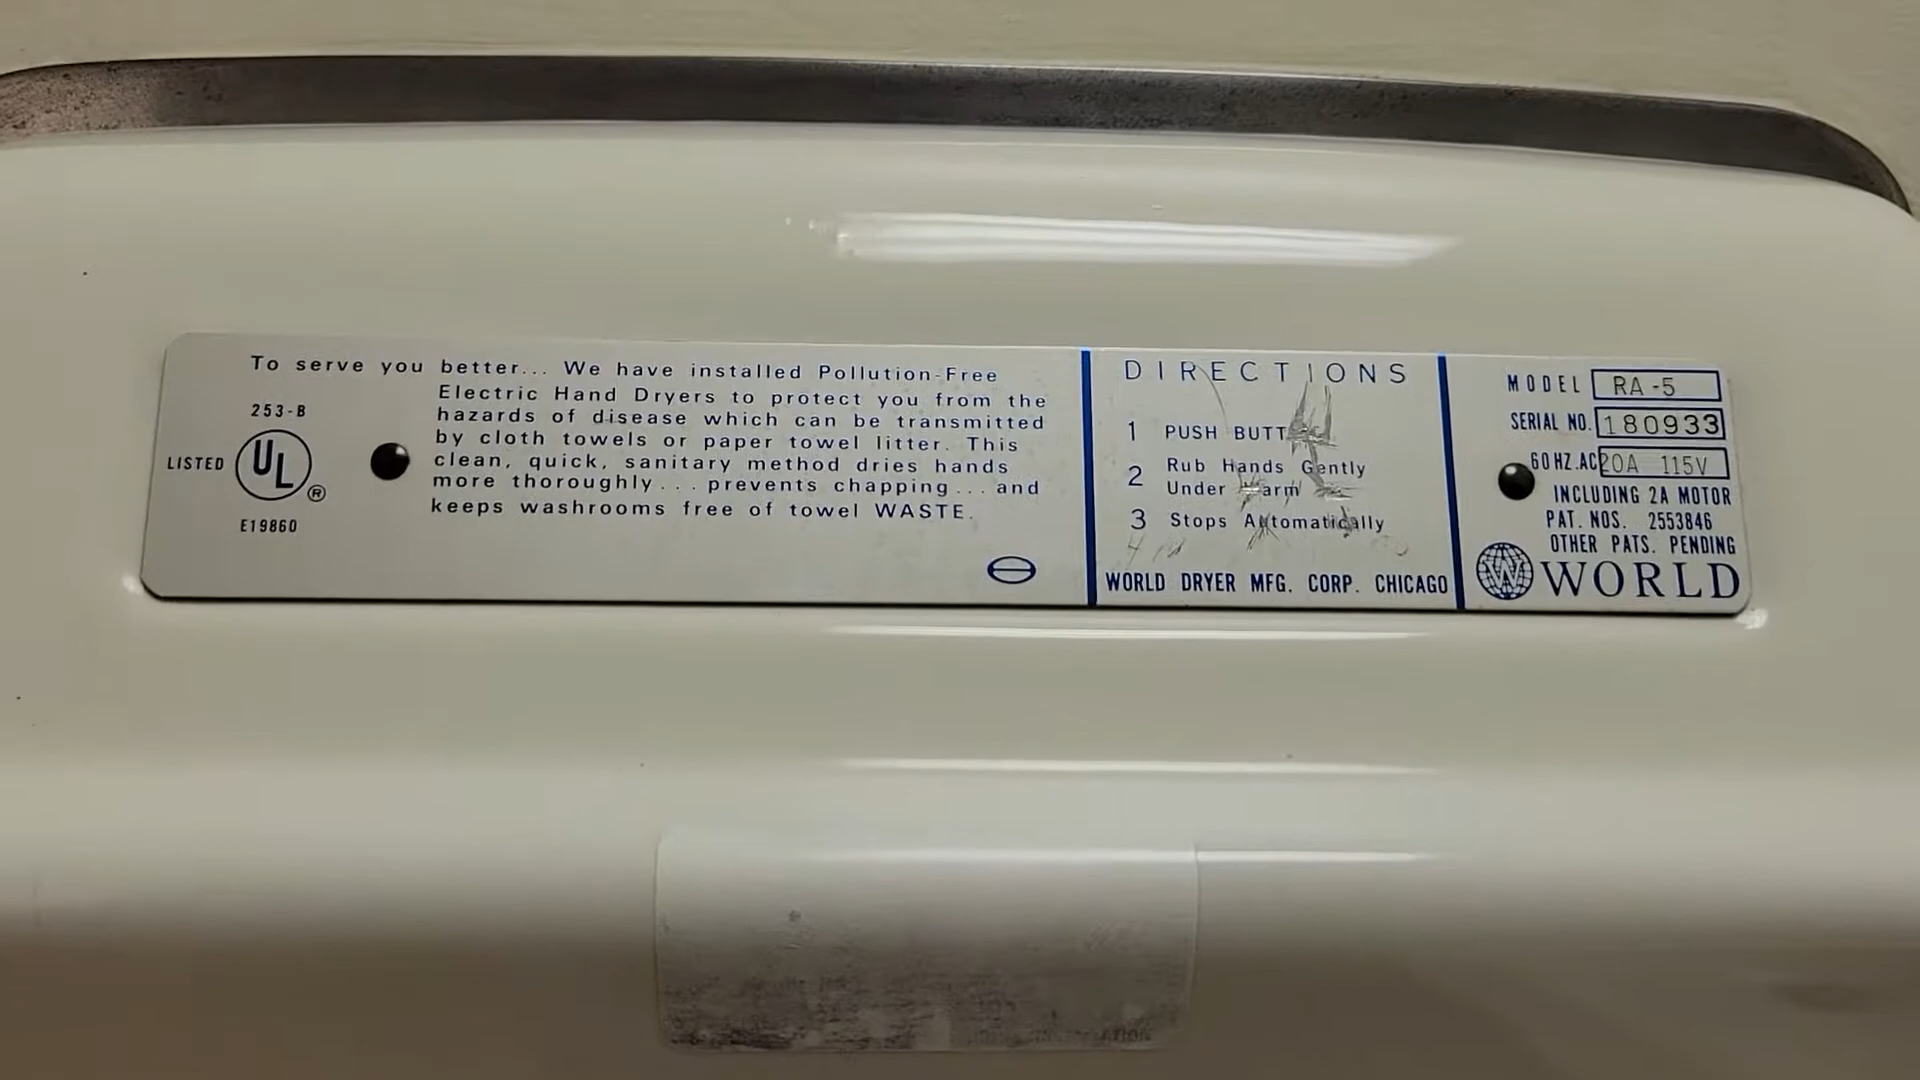 To serve you better... We have installed Pollution-Free
Electric Hand Dryers to protect you from the
hazards of disease which can be transmitted
by cloth towels or paper towel litter. This
clean, quick, sanitary method dries hands
more thoroughly... prevents chapping... and
keeps washrooms free of towel WASTE.
253-B
LISTED UL ®
E19860
DIRECTIONS
1 PUSH BUTT
2 Rub Hands Gently
Under arm
3 Stops Automatically
WORLD DRYER MFG. CORP. CHICAGO
MODEL RA-5
SERIAL NO. 180933
60 HZ.AC 20A 115V
INCLUDING 2A MOTOR
PAT. NOS. 2553846
OTHER PATS. PENDING
W WORLD